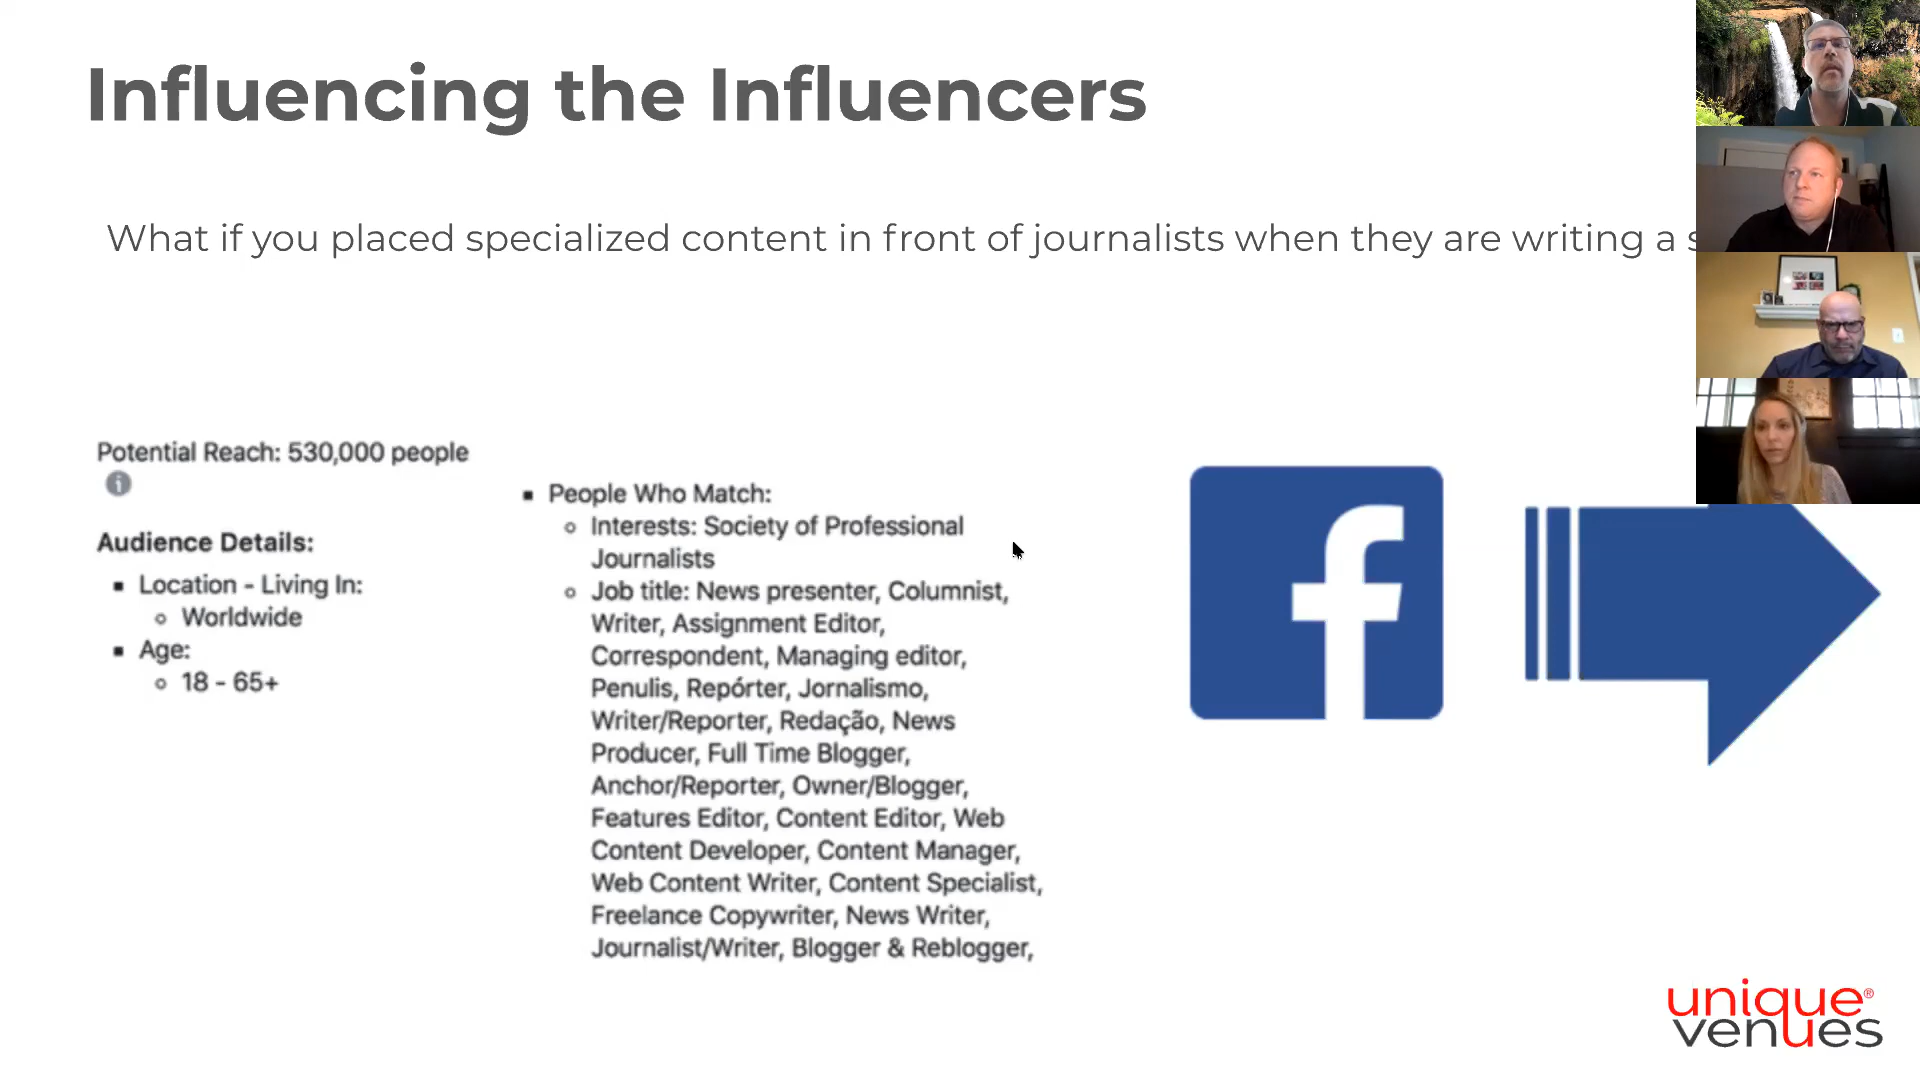 Influencing the Influencers
What if you placed specialized content in front of journalists when they are writing a
Potential Reach: 530,000 people
Audience Details:
▪ Location - Living In:
○ Worldwide
▪ Age:
○ 18 - 65+
▪ People Who Match:
○ Interests: Society of Professional
Journalists
○ Job title: News presenter, Columnist,
Writer, Assignment Editor,
Correspondent, Managing editor,
Penulis, Repórter, Jornalismo,
Writer/Reporter, Redação, News
Producer, Full Time Blogger,
Anchor/Reporter, Owner/Blogger,
Features Editor, Content Editor, Web
Content Developer, Content Manager,
Web Content Writer, Content Specialist,
Freelance Copywriter, News Writer,
Journalist/Writer, Blogger & Reblogger,
unique®
venues